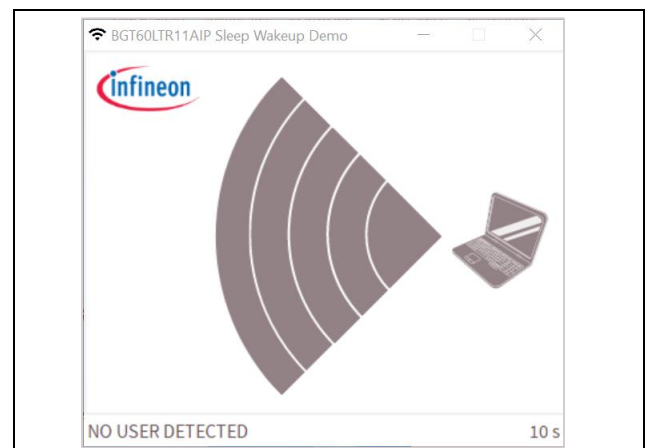 BGT60LTR11AIP Sleep Wakeup Demo
infineon
NO USER DETECTED 10 s